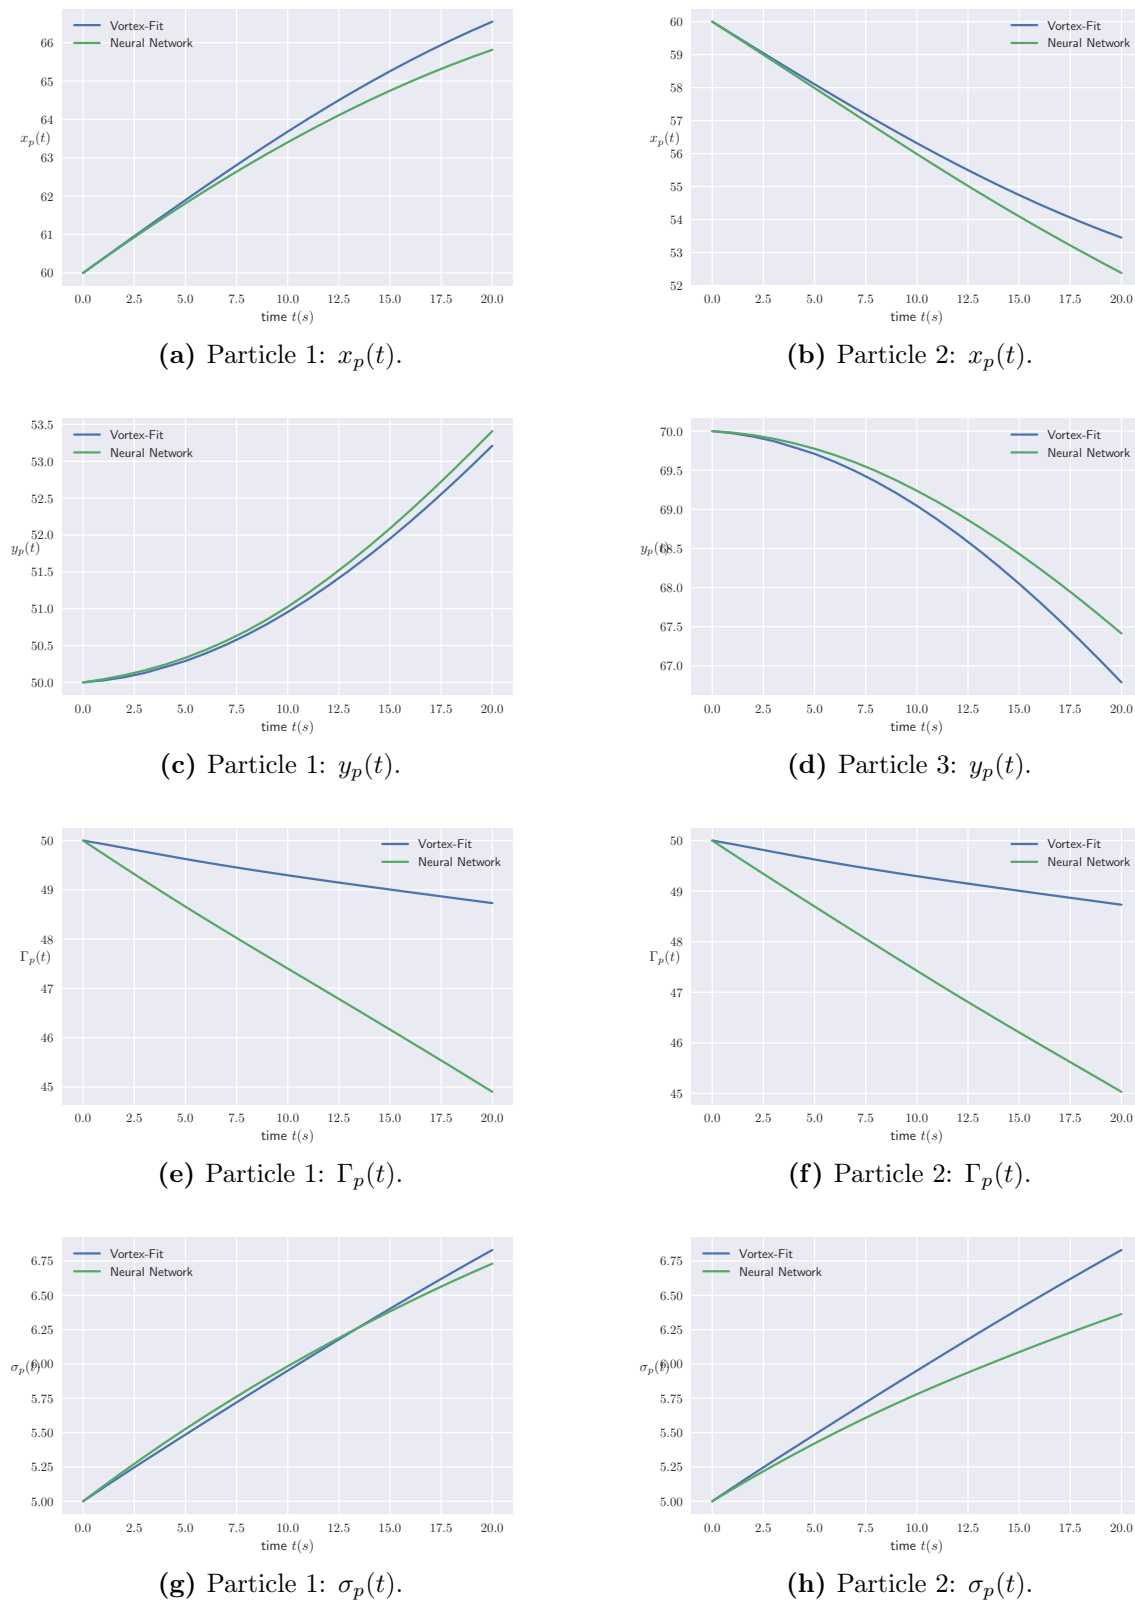 Vortex-Fit
Neural Network
66
65
64
63
62
61
60
x_p(t)
0.0 2.5 5.0 7.5 10.0 12.5 15.0 17.5 20.0
time t(s)
(a) Particle 1: x_p(t).
Vortex-Fit
Neural Network
60
59
58
57
56
55
54
53
52
x_p(t)
0.0 2.5 5.0 7.5 10.0 12.5 15.0 17.5 20.0
time t(s)
(b) Particle 2: x_p(t).
Vortex-Fit
Neural Network
53.5
53.0
52.5
52.0
51.5
51.0
50.5
50.0
y_p(t)
0.0 2.5 5.0 7.5 10.0 12.5 15.0 17.5 20.0
time t(s)
(c) Particle 1: y_p(t).
Vortex-Fit
Neural Network
70.0
69.5
69.0
68.5
68.0
67.5
67.0
y_p(t)
0.0 2.5 5.0 7.5 10.0 12.5 15.0 17.5 20.0
time t(s)
(d) Particle 3: y_p(t).
Vortex-Fit
Neural Network
50
49
48
47
46
45
Γ_p(t)
0.0 2.5 5.0 7.5 10.0 12.5 15.0 17.5 20.0
time t(s)
(e) Particle 1: Γ_p(t).
Vortex-Fit
Neural Network
50
49
48
47
46
45
Γ_p(t)
0.0 2.5 5.0 7.5 10.0 12.5 15.0 17.5 20.0
time t(s)
(f) Particle 2: Γ_p(t).
Vortex-Fit
Neural Network
6.75
6.50
6.25
6.00
5.75
5.50
5.25
5.00
σ_p(t)
0.0 2.5 5.0 7.5 10.0 12.5 15.0 17.5 20.0
time t(s)
(g) Particle 1: σ_p(t).
Vortex-Fit
Neural Network
6.75
6.50
6.25
6.00
5.75
5.50
5.25
5.00
σ_p(t)
0.0 2.5 5.0 7.5 10.0 12.5 15.0 17.5 20.0
time t(s)
(h) Particle 2: σ_p(t).